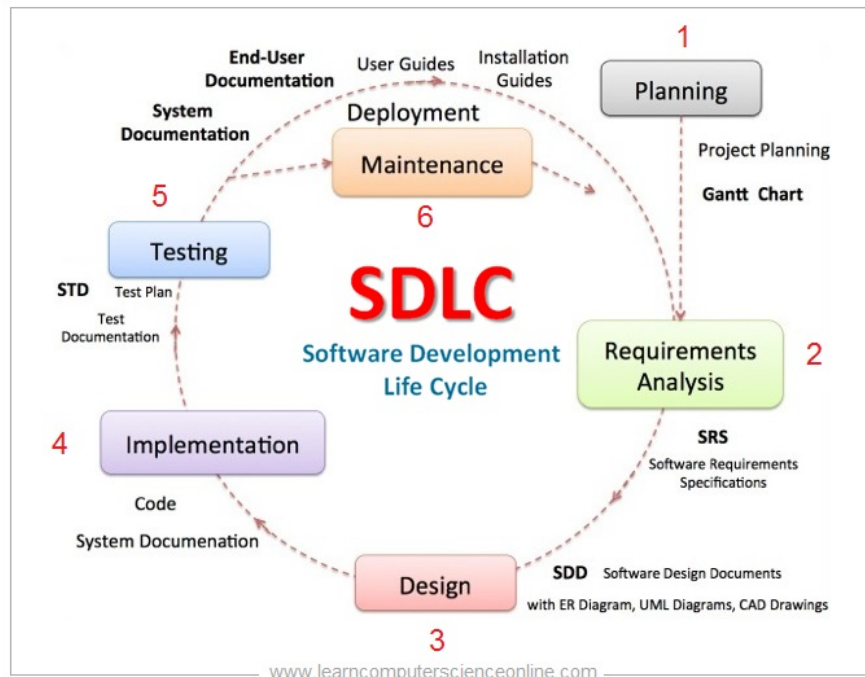 1
Planning
Project Planning
Gantt Chart
End-User
Documentation
User Guides
Installation
Guides
System
Documentation
Deployment
Maintenance
6
5
Testing
STD Test Plan
Test
Documentation
SDLC
Software Development
Life Cycle
Requirements
Analysis
2
SRS
Software Requirements
Specifications
4
Implementation
Code
System Documenation
Design
3
SDD Software Design Documents
with ER Diagram, UML Diagrams, CAD Drawings
www.learncomputerscienceonline.com